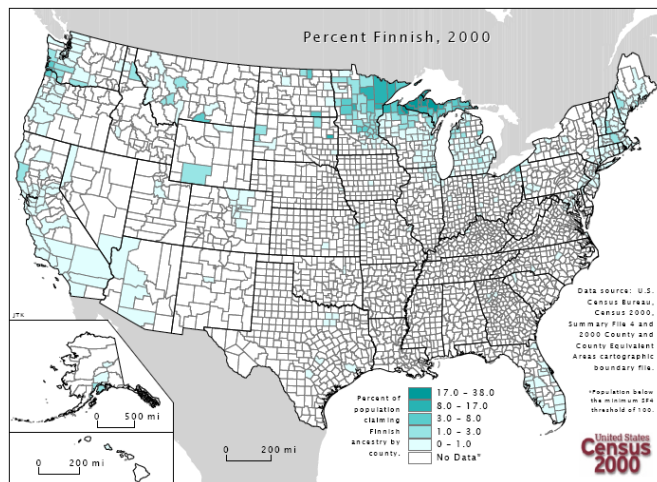 Percent Finnish, 2000
Data source: U.S.
Census Bureau,
Census 2000,
Summary File 4 and
2000 County and
County Equivalent
Areas cartographic
boundary file.
*Population below
the minimum SF4
threshold of 100.
JTK
0 500 mi
0 200 mi
0 200 mi
Percent of
population
claiming
Finnish
ancestry by
county.
17.0 - 38.0
8.0 - 17.0
3.0 - 8.0
1.0 - 3.0
0 - 1.0
No Data*
United States
Census
2000